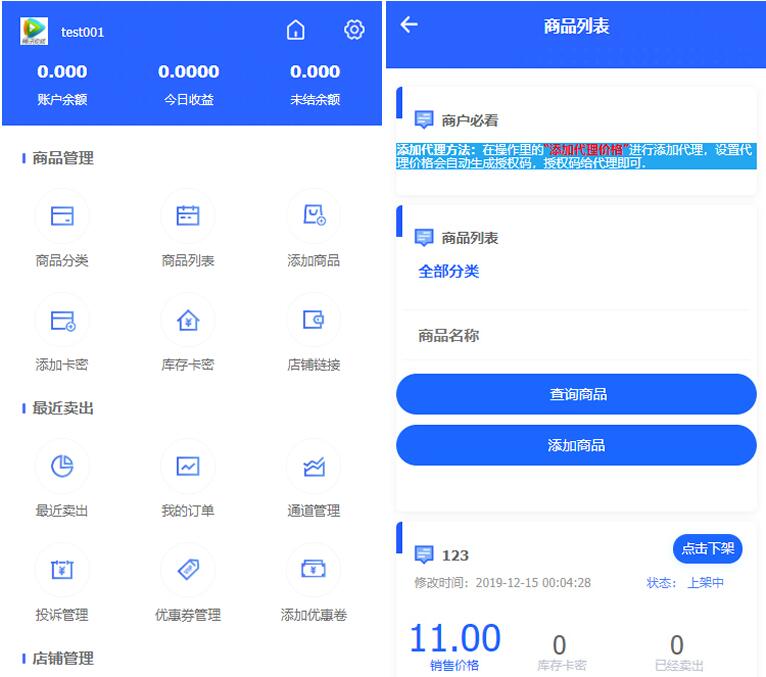 test001
0.000
0.0000
0.000
账户余额
今日收益
未结余额
商品管理
商品分类
商品列表
添加商品
添加卡密
库存卡密
店铺链接
最近卖出
最近卖出
我的订单
通道管理
投诉管理
优惠券管理
添加优惠卷
店铺管理
商品列表
商户必看
添加代理方法：在操作里的“添加代理价格”进行添加代理，设置代
理价格会自动生成授权码，授权码给代理即可.
商品列表
全部分类
商品名称
查询商品
添加商品
123
点击下架
修改时间：2019-12-15 00:04:28
状态： 上架中
11.00
0
0
销售价格
库存卡密
已经卖出